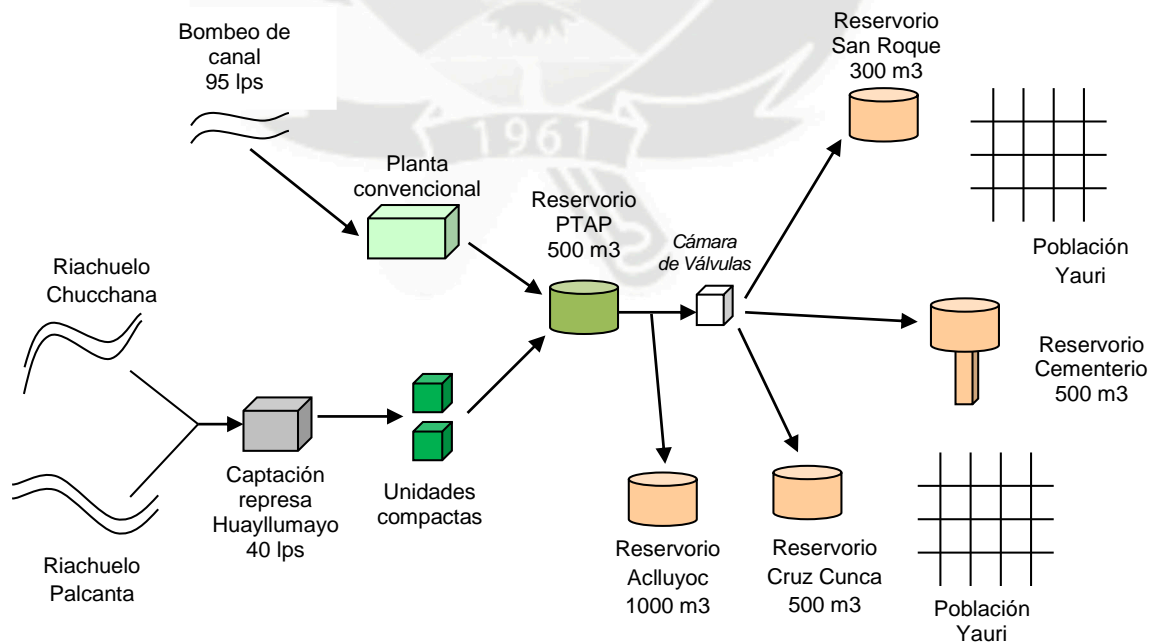 Bombeo de
canal
95 lps
Reservorio
San Roque
300 m3
1961
Planta
convencional
Reservorio
PTAP
500 m3
Cámara
de Válvulas
Población
Yauri
Riachuelo
Chucchana
Reservorio
Cementerio
500 m3
Captación
represa
Huayllumayo
40 lps
Unidades
compactas
Riachuelo
Palcanta
Reservorio
Aclluyoc
1000 m3
Reservorio
Cruz Cunca
500 m3
Población
Yauri